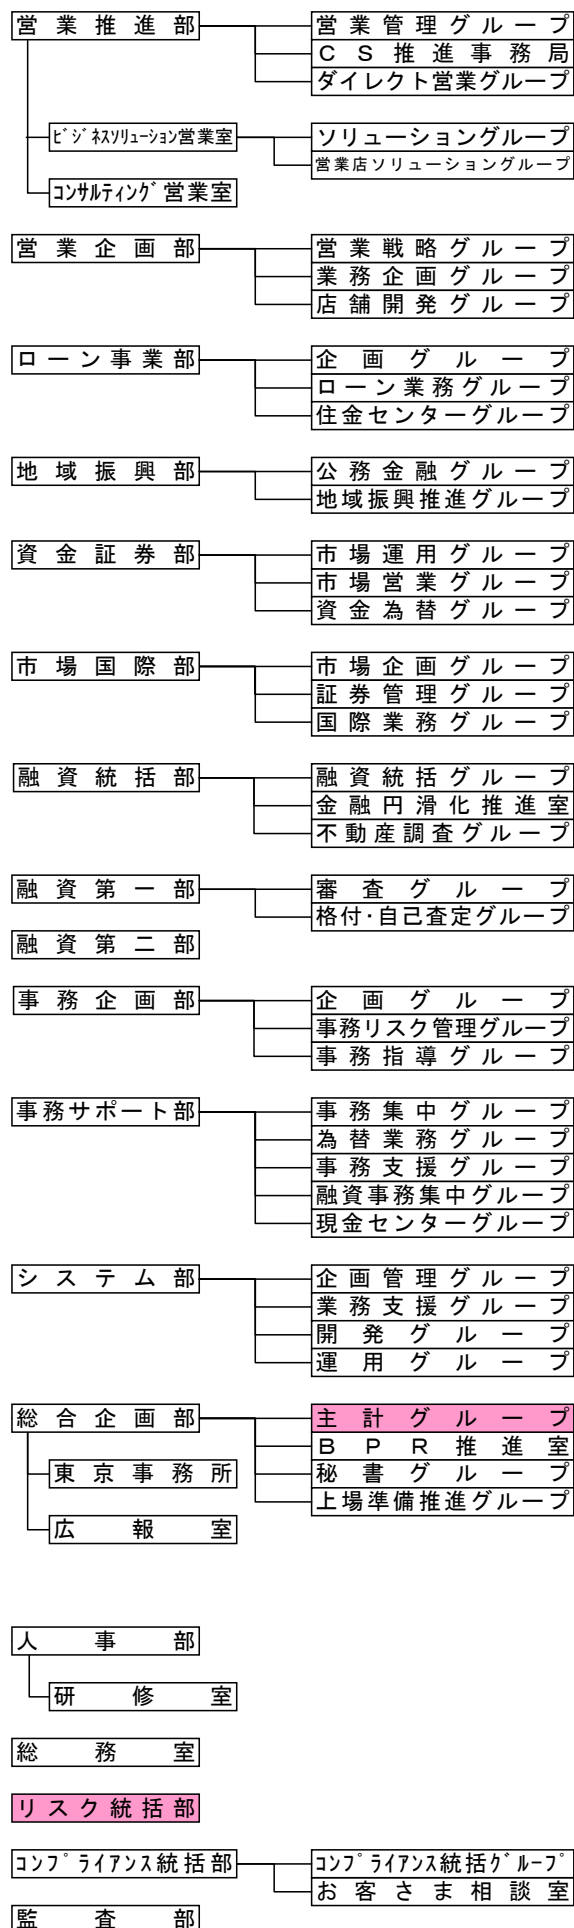 営業推進部
営業管理グループ
ＣＳ推進事務局
ダイレクト営業グループ
ﾋﾞｼﾞﾈｽｿﾘｭｰｼｮﾝ営業室
ソリューショングループ
営業店ソリューショングループ
ｺﾝｻﾙﾃｨﾝｸﾞ営業室
営業企画部
営業戦略グループ
業務企画グループ
店舗開発グループ
ローン事業部
企画グループ
ローン業務グループ
住金センターグループ
地域振興部
公務金融グループ
地域振興推進グループ
資金証券部
市場運用グループ
市場営業グループ
資金為替グループ
市場国際部
市場企画グループ
証券管理グループ
国際業務グループ
融資統括部
融資統括グループ
金融円滑化推進室
不動産調査グループ
融資第一部
審査グループ
格付･自己査定グループ
融資第二部
事務企画部
企画グループ
事務リスク管理グループ
事務指導グループ
事務サポート部
事務集中グループ
為替業務グループ
事務支援グループ
融資事務集中グループ
現金センターグループ
システム部
企画管理グループ
業務支援グループ
開発グループ
運用グループ
総合企画部
主計グループ
ＢＰＲ推進室
東京事務所
秘書グループ
上場準備推進グループ
広報室
人事部
研修室
総務室
リスク統括部
ｺﾝﾌﾟﾗｲｱﾝｽ統括部
ｺﾝﾌﾟﾗｲｱﾝｽ統括ｸﾞﾙｰﾌﾟ
お客さま相談室
監査部